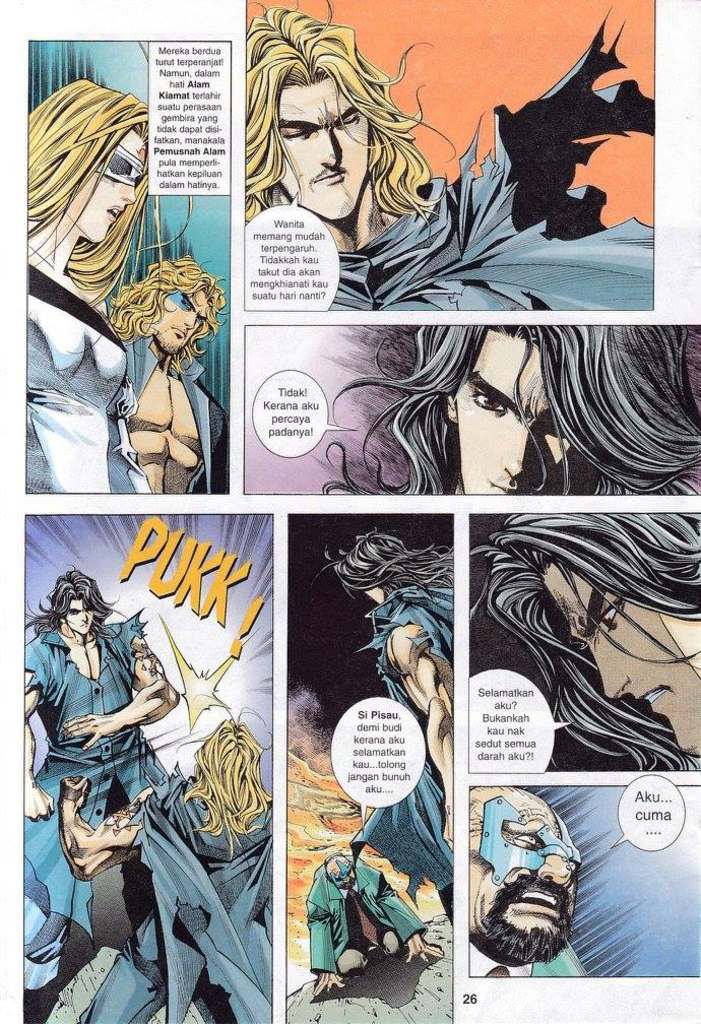 Mereka berdua
turut terperanjat!
Namun, dalam
hati Alam
Kiamat terlahir
suatu perasaan
gembira yang
tidak dapat disi-
fatkan, manakala
Pemusnah Alam
pula memperli-
hatkan kepiluan
dalam hatinya.
Wanita
memang mudah
terpengaruh.
Tidakkah kau
takut dia akan
mengkhianati kau
suatu hari nanti?
Tidak!
Kerana aku
percaya
padanya!
PUKK!
Si Pisau,
demi budi
kerana aku
selamatkan
kau...tolong
jangan bunuh
aku....
Selamatkan
aku?
Bukankah
kau nak
sedut semua
darah aku?!
Aku...
cuma
....
26